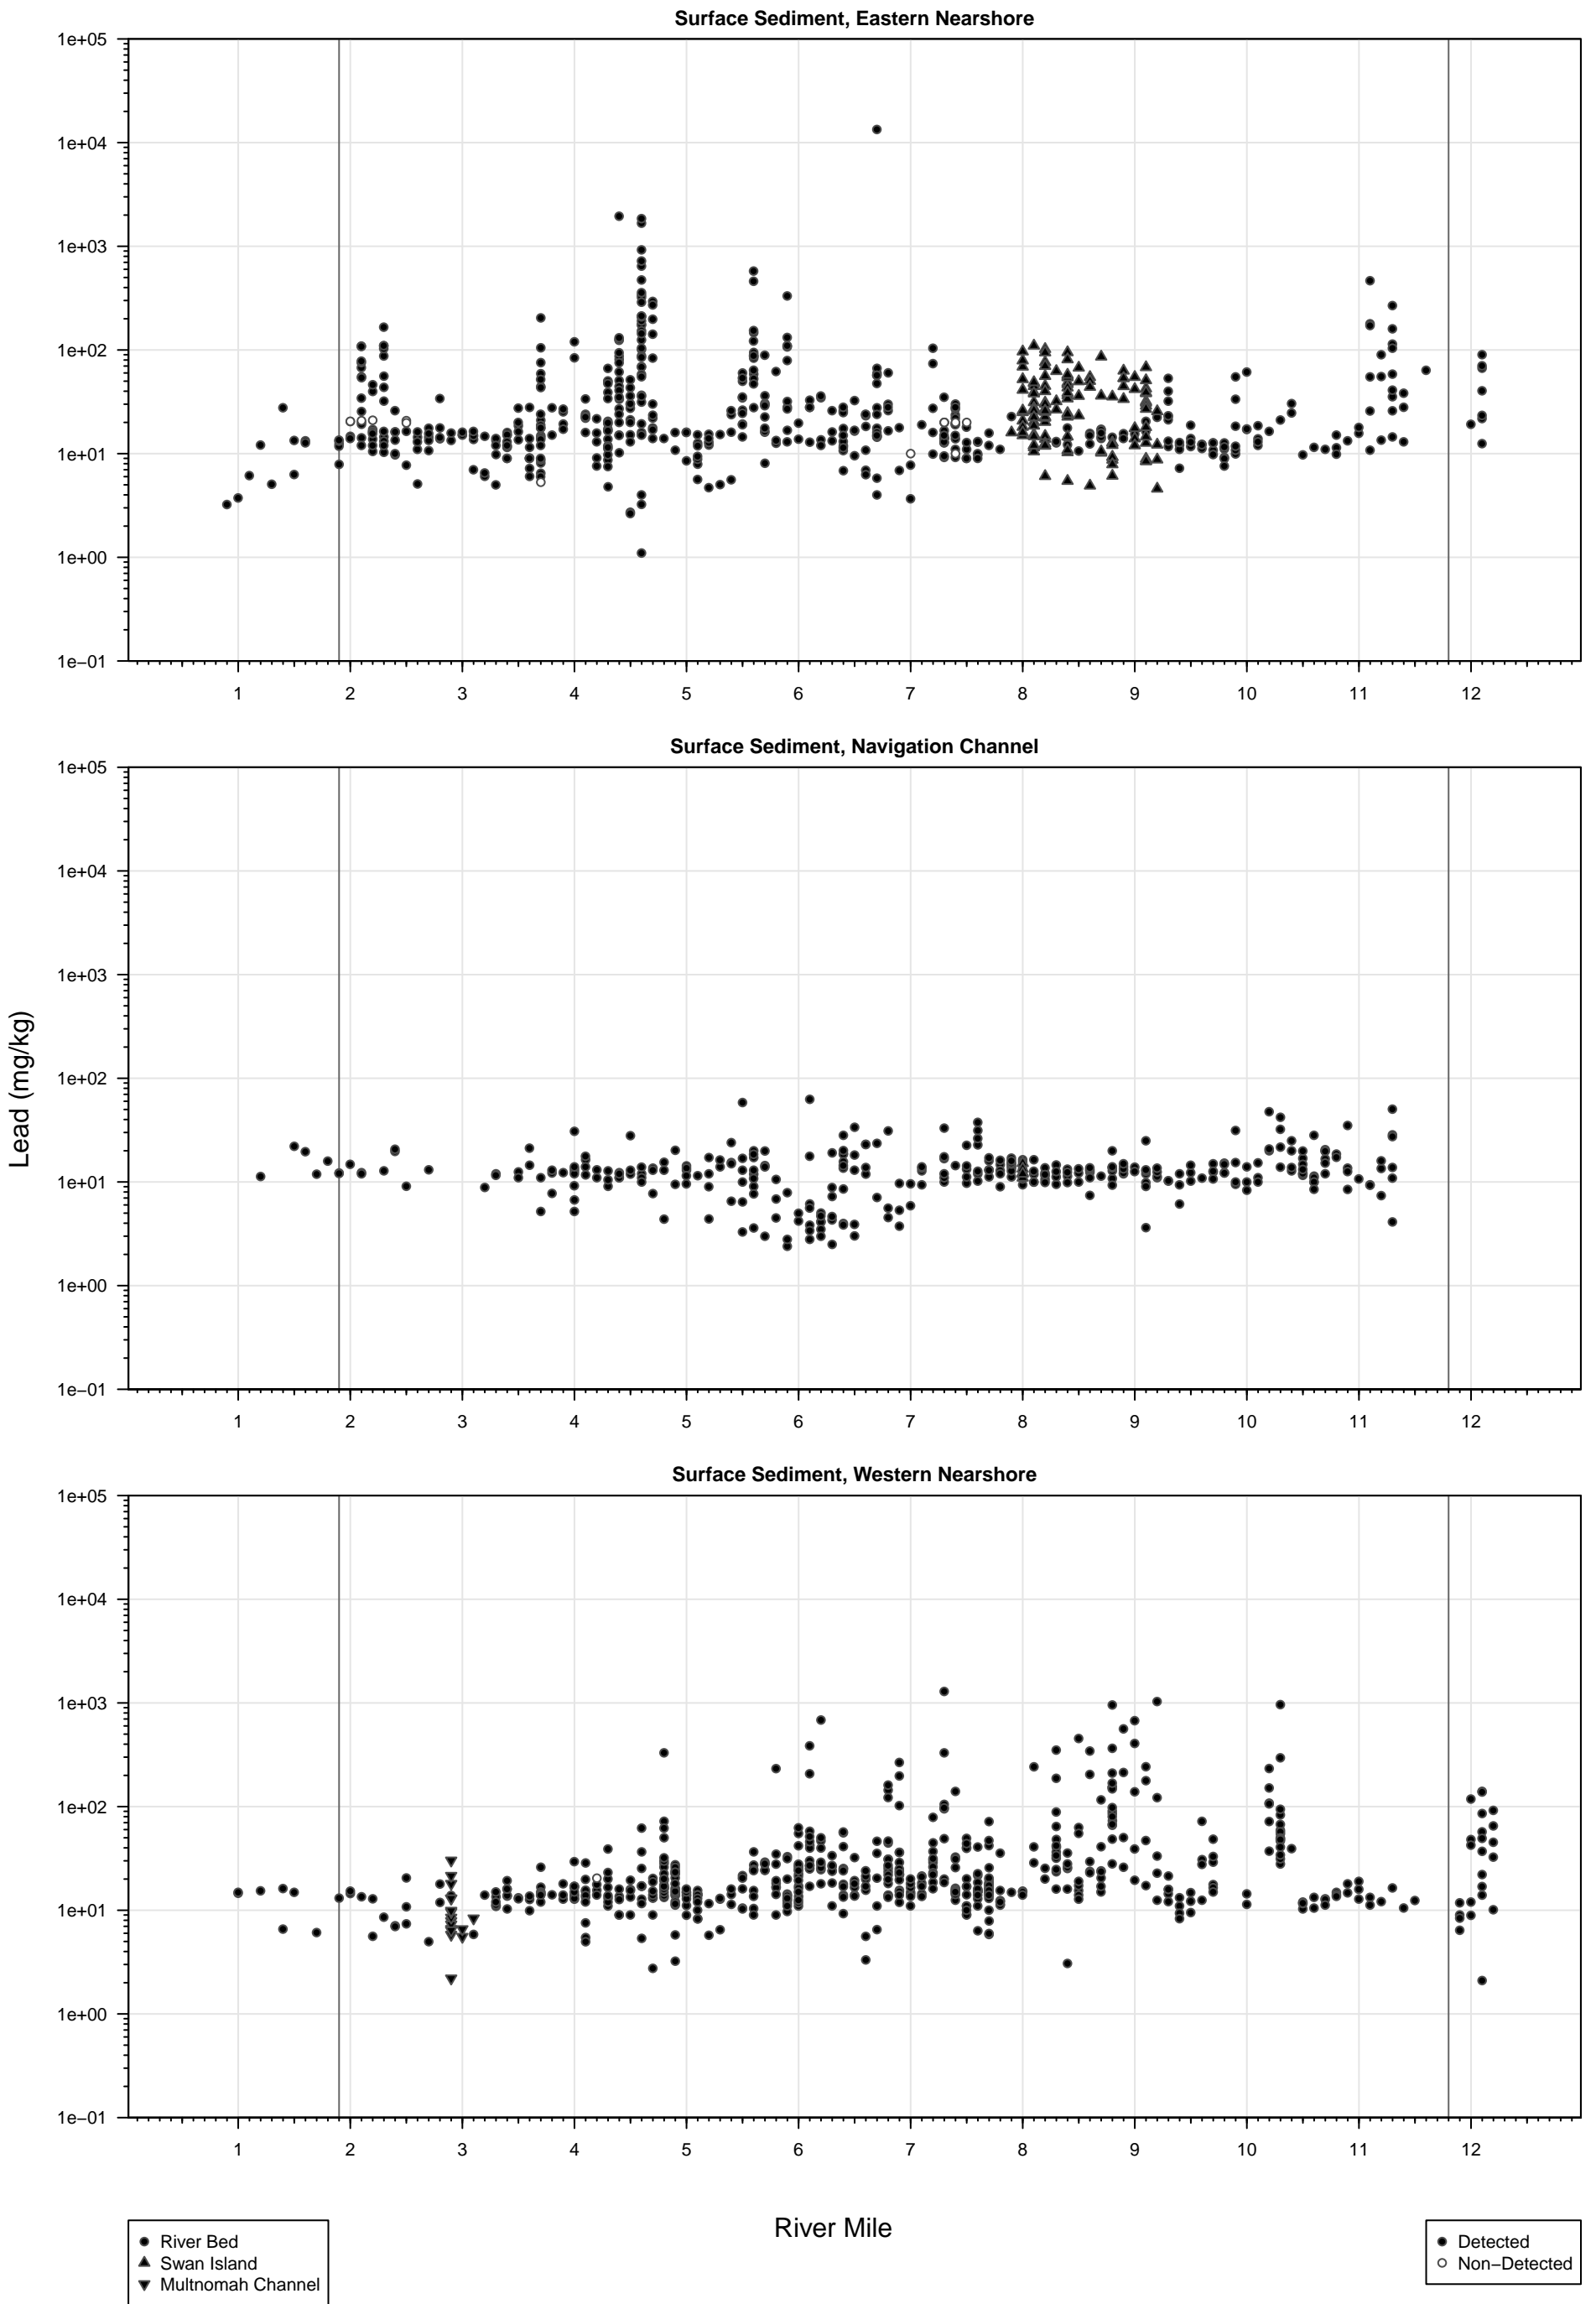 Surface Sediment, Eastern Nearshore
1e+05
1e+04
1e+03
1e+02
1e+01
1e+00
1e−01
1 2 3 4 5 6 7 8 9 10 11 12
Surface Sediment, Navigation Channel
1e+05
1e+04
1e+03
1e+02
1e+01
1e+00
1e−01
1 2 3 4 5 6 7 8 9 10 11 12
Lead (mg/kg)
Surface Sediment, Western Nearshore
1e+05
1e+04
1e+03
1e+02
1e+01
1e+00
1e−01
1 2 3 4 5 6 7 8 9 10 11 12
River Mile
River Bed
Swan Island
Multnomah Channel
Detected
Non−Detected